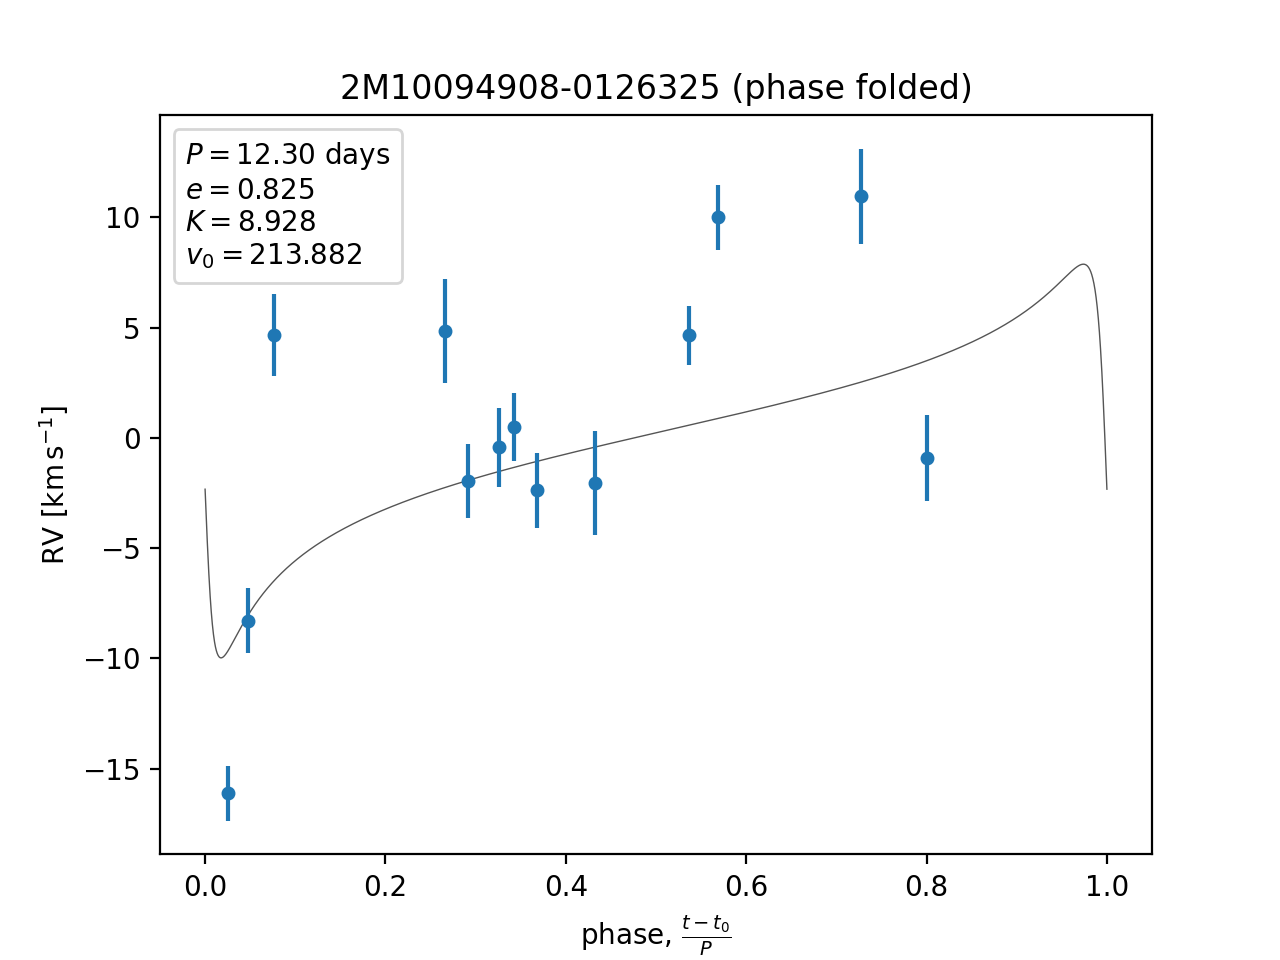 2M10094908-0126325 (phase folded)
P = 12.30 days
e = 0.825
K = 8.928
v₀ = 213.882
10
5
0
−5
−10
−15
RV [km s⁻¹]
0.0 0.2 0.4 0.6 0.8 1.0
phase, (t − t₀)/P